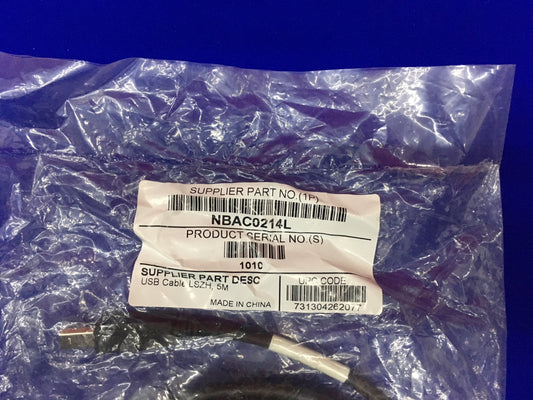 SUPPLIER PART NO.(1P)
NBAC0214L
PRODUCT SERIAL NO.(S)
1010
SUPPLIER PART DESC
USB Cable LSZH, 5M
UPC CODE
MADE IN CHINA
731304262077